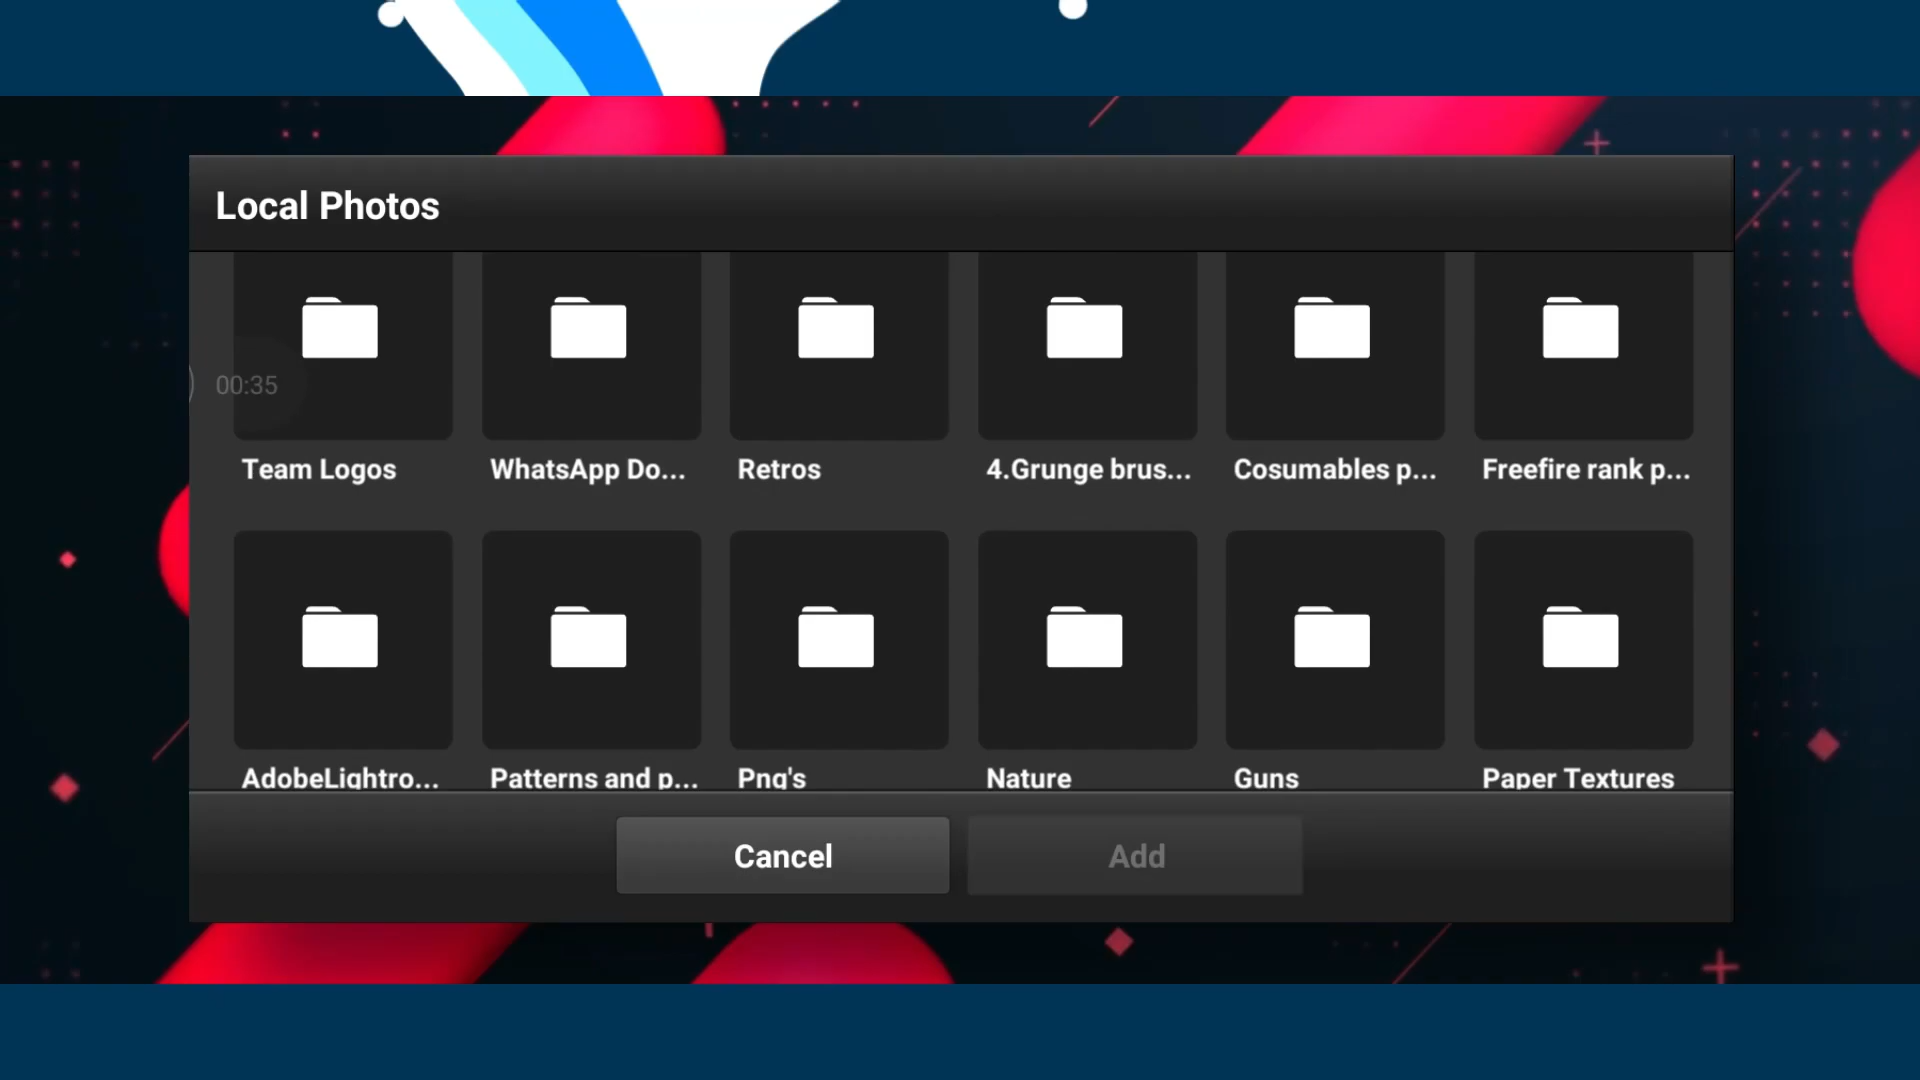 Local Photos
00:35
Team Logos
WhatsApp Do...
Retros
4.Grunge brus...
Cosumables p...
Freefire rank p...
AdobeLightro...
Patterns and p...
Png's
Nature
Guns
Paper Textures
Cancel
Add